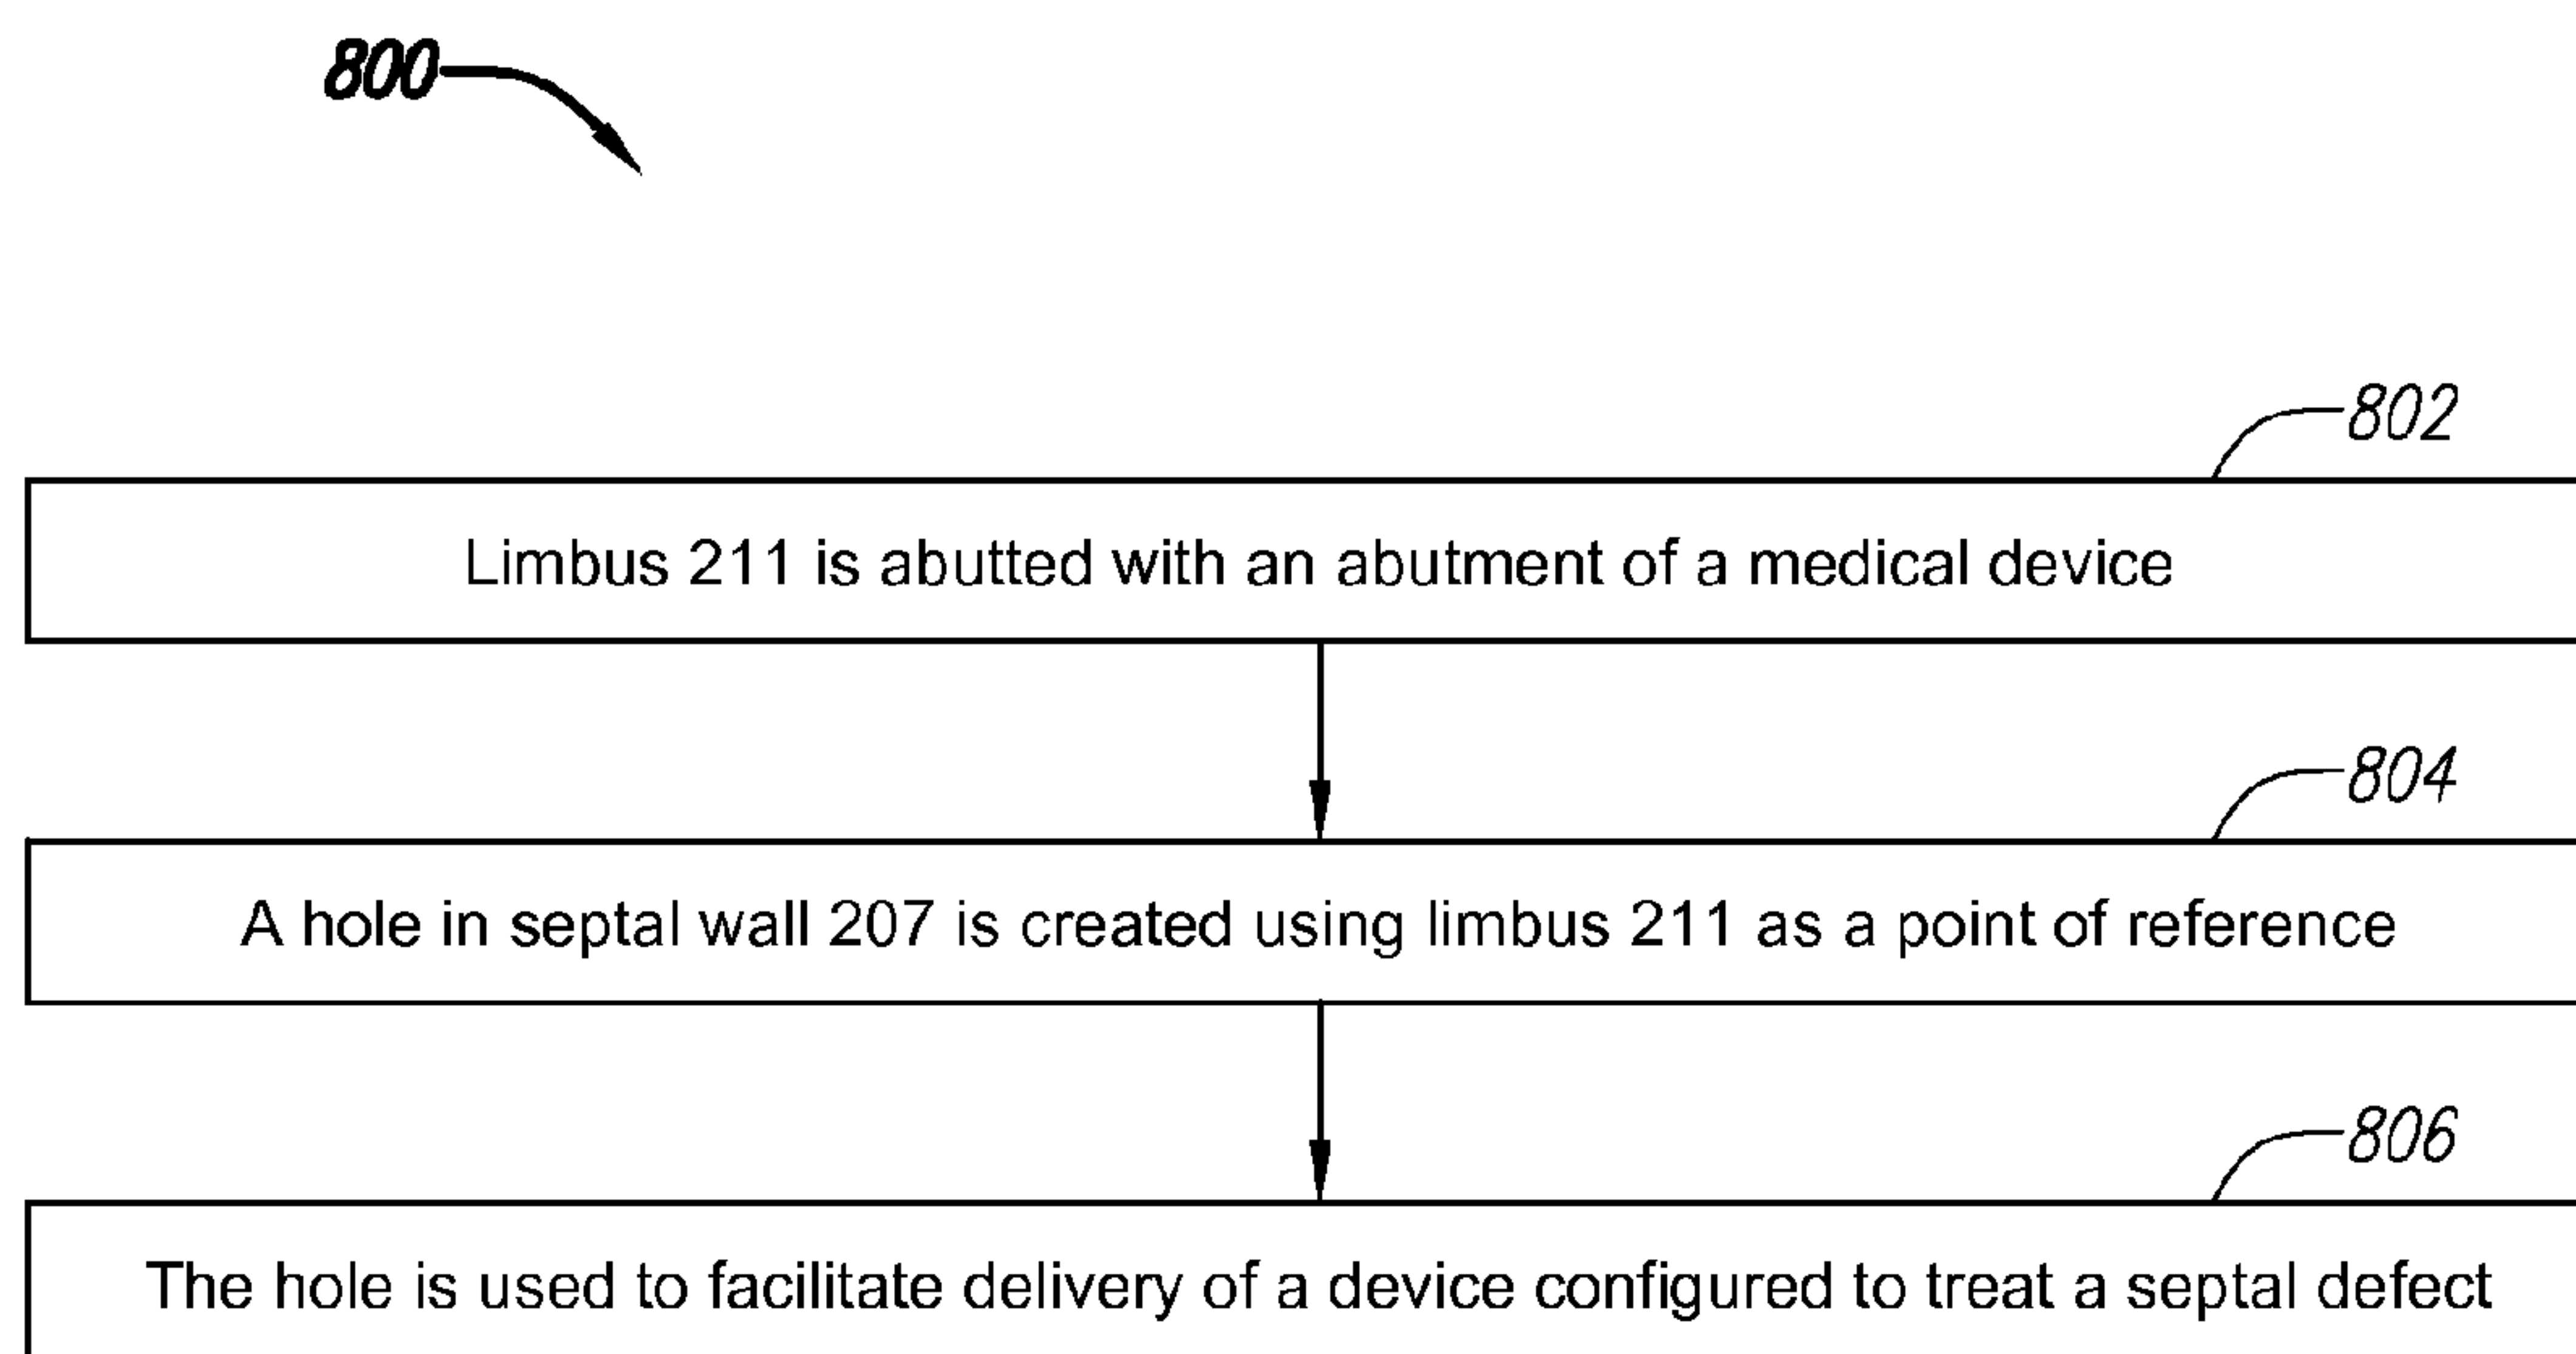 800
802
Limbus 211 is abutted with an abutment of a medical device
804
A hole in septal wall 207 is created using limbus 211 as a point of reference
806
The hole is used to facilitate delivery of a device configured to treat a septal defect